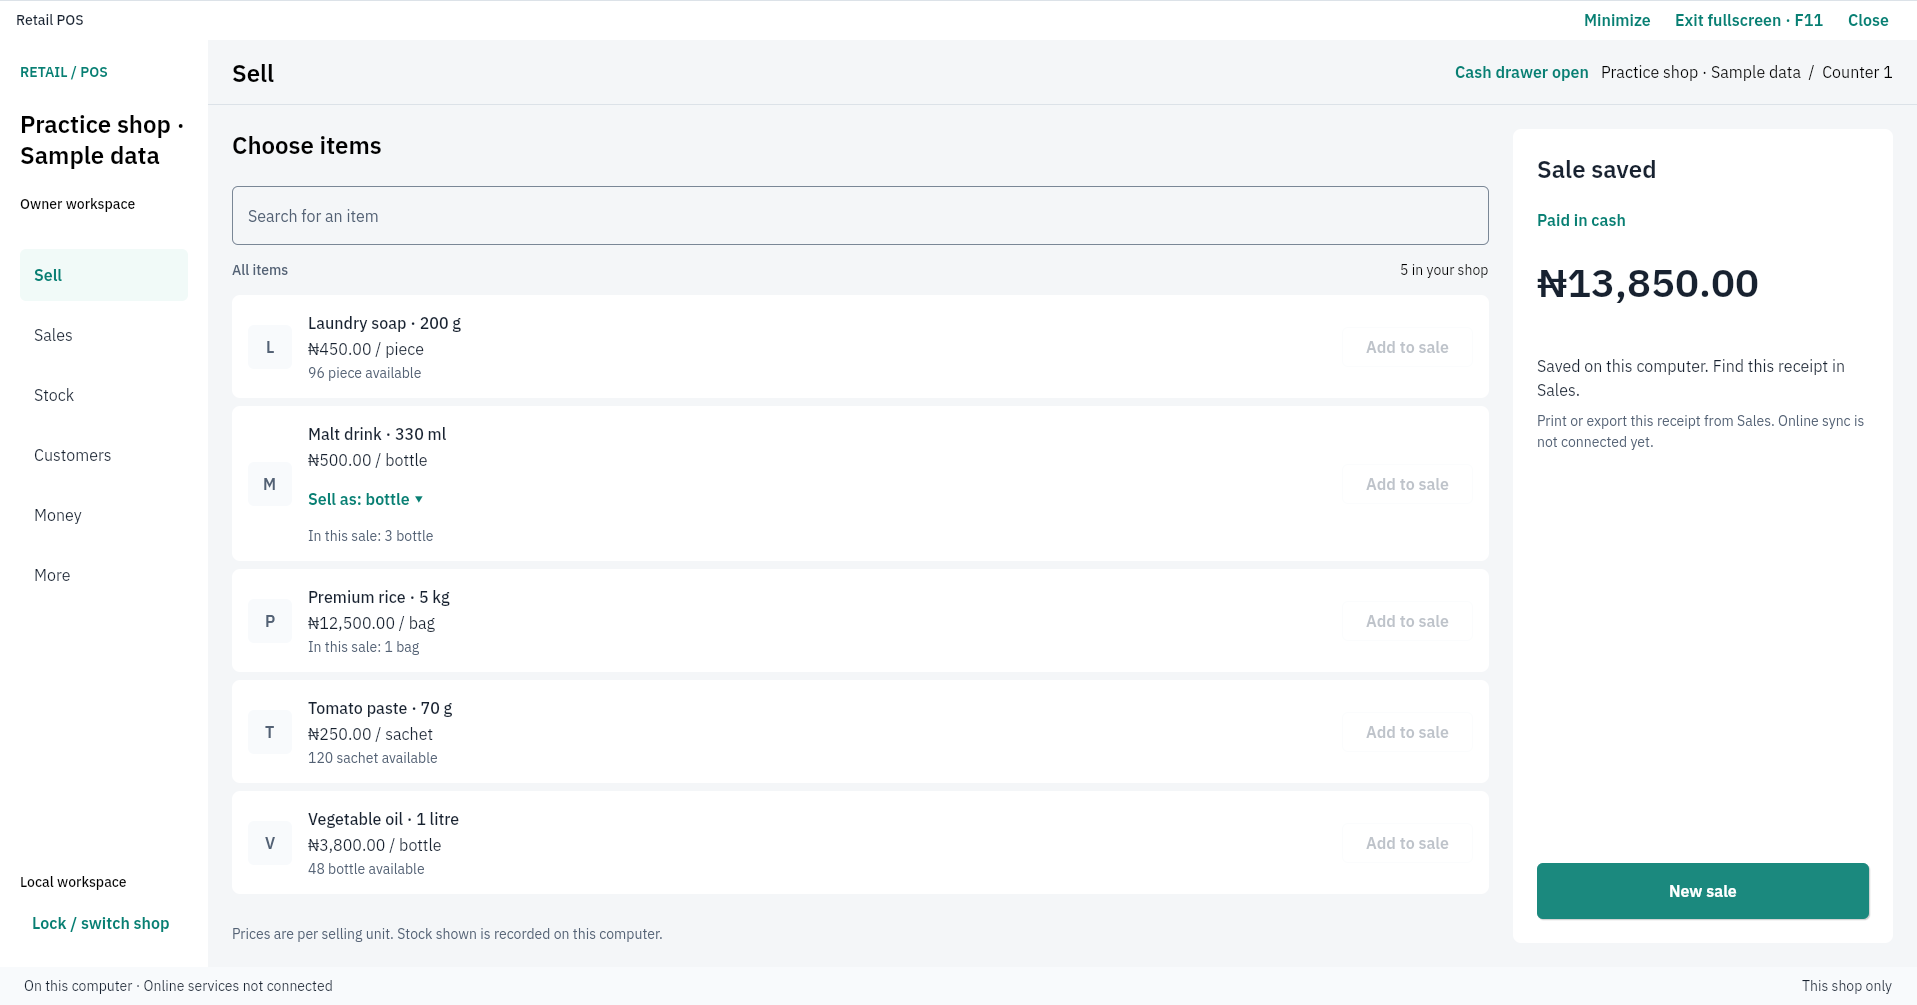 Retail POS
Minimize
Exit fullscreen · F11
Close
RETAIL / POS
Practice shop ·
Sample data
Owner workspace
Sell
Sales
Stock
Customers
Money
More
Local workspace
Lock / switch shop
Sell
Cash drawer open
Practice shop · Sample data / Counter 1
Choose items
Search for an item
All items
5 in your shop
L
Laundry soap · 200 g
₦450.00 / piece
96 piece available
Add to sale
M
Malt drink · 330 ml
₦500.00 / bottle
Sell as: bottle ▾
In this sale: 3 bottle
Add to sale
P
Premium rice · 5 kg
₦12,500.00 / bag
In this sale: 1 bag
Add to sale
T
Tomato paste · 70 g
₦250.00 / sachet
120 sachet available
Add to sale
V
Vegetable oil · 1 litre
₦3,800.00 / bottle
48 bottle available
Add to sale
Prices are per selling unit. Stock shown is recorded on this computer.
Sale saved
Paid in cash
₦13,850.00
Saved on this computer. Find this receipt in
Sales.
Print or export this receipt from Sales. Online sync is
not connected yet.
New sale
On this computer · Online services not connected
This shop only